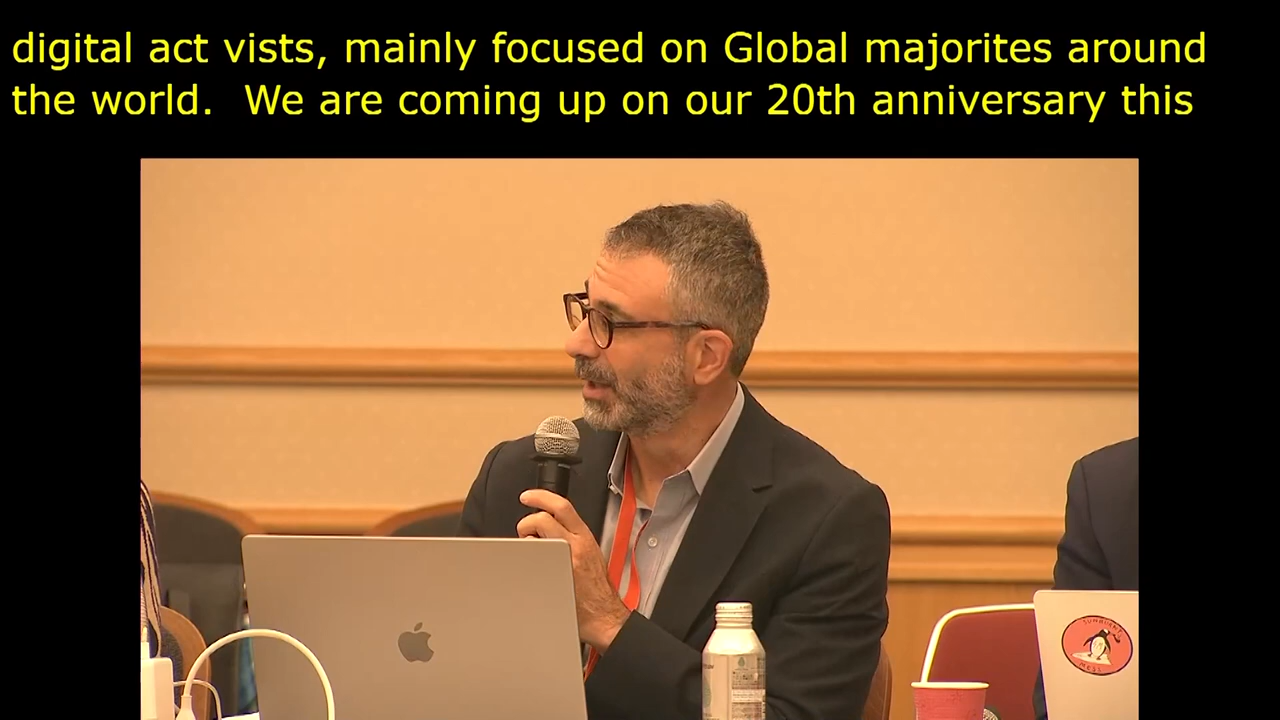 digital act vists, mainly focused on Global majorites around
the world.  We are coming up on our 20th anniversary this